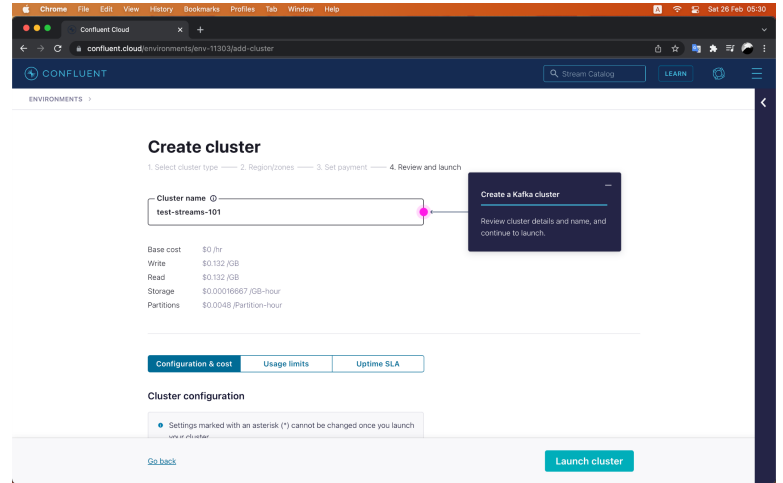 Chrome File Edit View History Bookmarks Profiles Tab Window Help
A Sat 26 Feb 05:30
Confluent Cloud
confluent.cloud/environments/env-11303/add-cluster
CONFLUENT
Stream Catalog
LEARN
ENVIRONMENTS >
Create cluster
1. Select cluster type 2. Region/zones 3. Set payment 4. Review and launch
Cluster name
test-streams-101
Create a Kafka cluster
Review cluster details and name, and
continue to launch.
Base cost $0 /hr
Write $0.132 /GB
Read $0.132 /GB
Storage $0.00016667 /GB-hour
Partitions $0.0048 /Partition-hour
Configuration & cost Usage limits Uptime SLA
Cluster configuration
Settings marked with an asterisk (*) cannot be changed once you launch
your cluster
Go back
Launch cluster